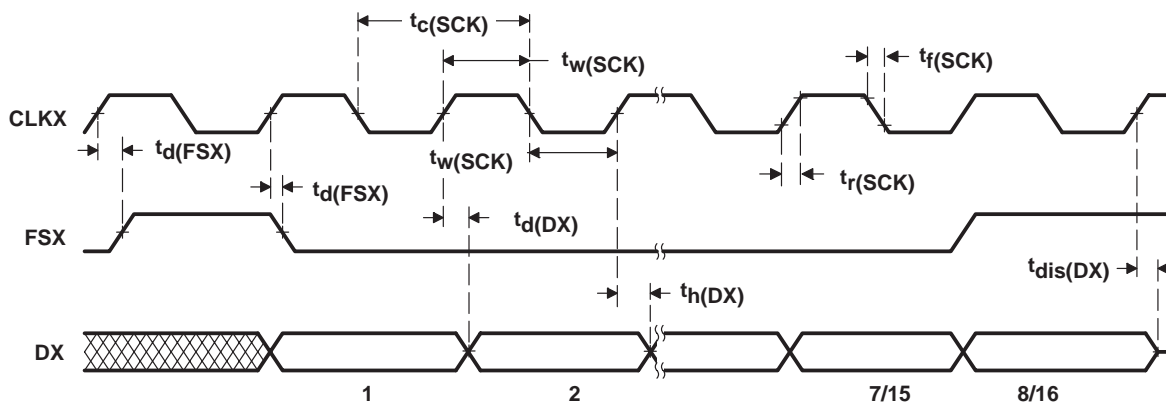 tc(SCK)
tw(SCK)
tf(SCK)
CLKX
td(FSX)
tw(SCK)
tr(SCK)
td(FSX)
td(DX)
FSX
tdis(DX)
th(DX)
DX
1 2 7/15 8/16